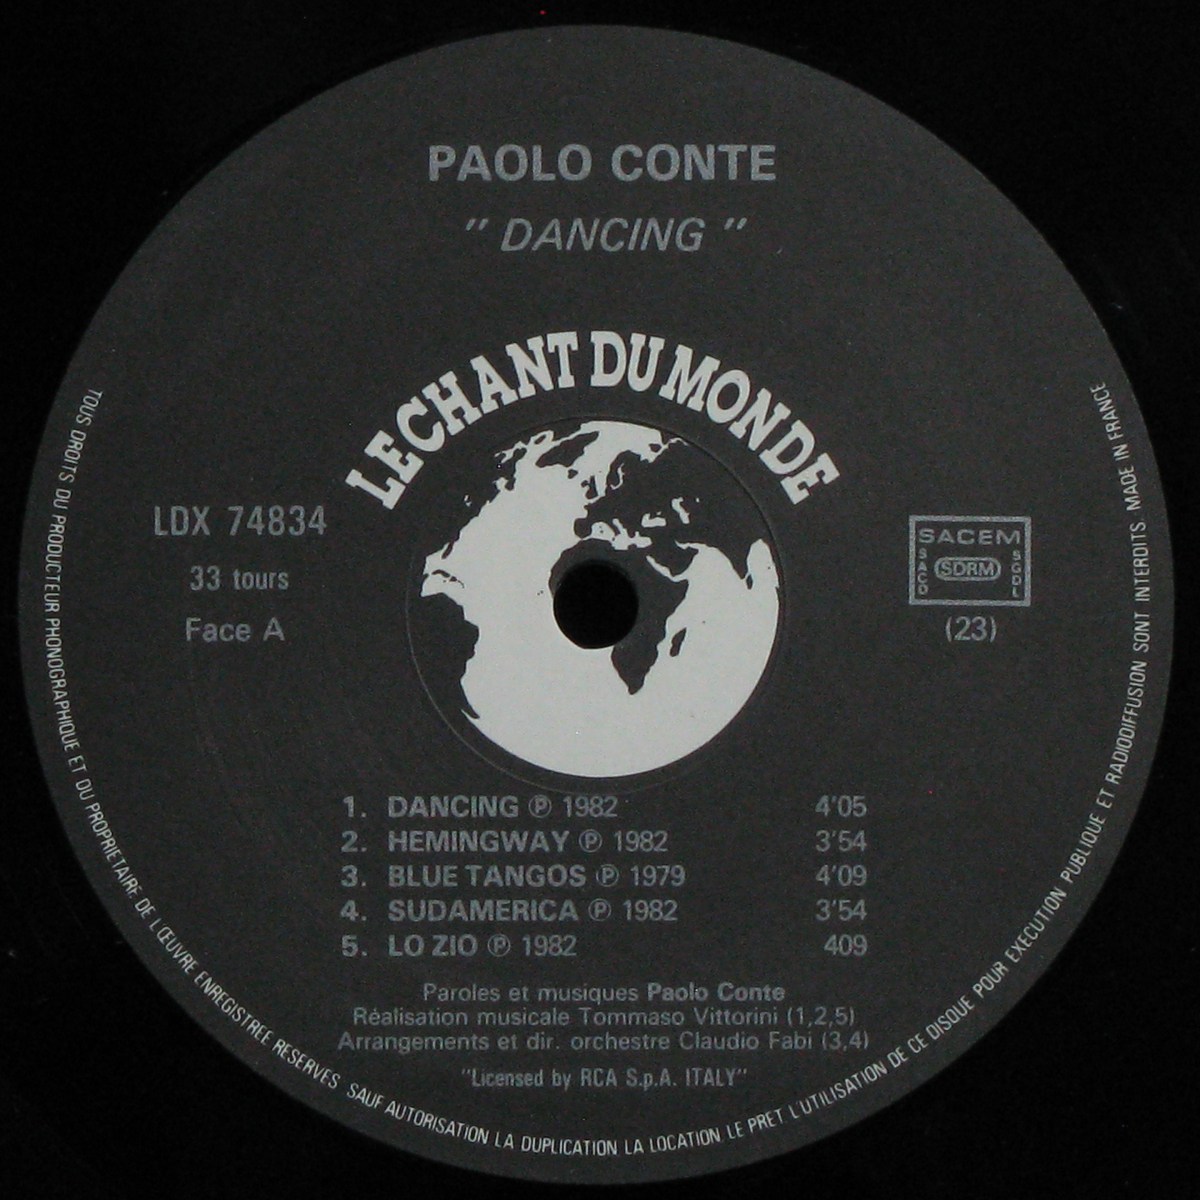 PAOLO CONTE
" DANCING "
LE CHANT DU MONDE
LDX 74834
33 tours
Face A
SACEM
SACD
SDRM
SGDL
(23)
1. DANCING ℗ 1982 4'05
2. HEMINGWAY ℗ 1982 3'54
3. BLUE TANGOS ℗ 1979 4'09
4. SUDAMERICA ℗ 1982 3'54
5. LO ZIO ℗ 1982 409
Paroles et musiques Paolo Conte
Réalisation musicale Tommaso Vittorini (1,2,5)
Arrangements et dir. orchestre Claudio Fabi (3,4)
"Licensed by RCA S.p.A. ITALY"
TOUS DROITS DU PRODUCTEUR PHONOGRAPHIQUE ET DU PROPRIETAIRE DE L'ŒUVRE ENREGISTREE RESERVES SAUF AUTORISATION LA DUPLICATION LA LOCATION LE PRET L'UTILISATION DE CE DISQUE POUR EXECUTION PUBLIQUE ET RADIODIFFUSION SONT INTERDITS MADE IN FRANCE